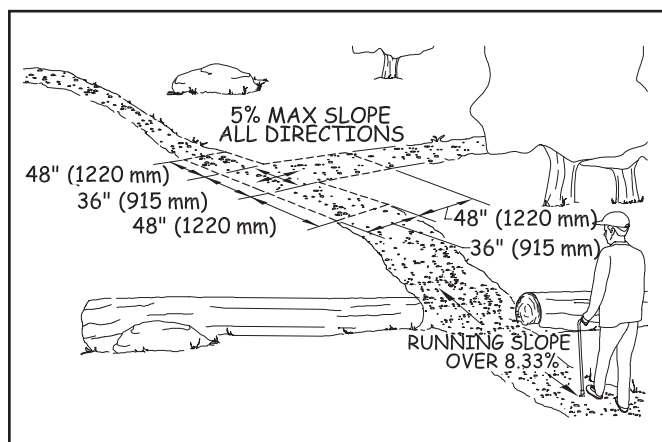 5% MAX SLOPE
ALL DIRECTIONS
48" (1220 mm)
36" (915 mm)
48" (1220 mm)
48" (1220 mm)
36" (915 mm)
RUNNING SLOPE
OVER 8.33%